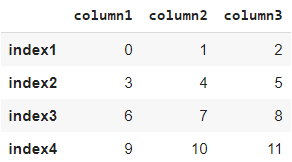 column1 column2 column3
index1 0 1 2
index2 3 4 5
index3 6 7 8
index4 9 10 11